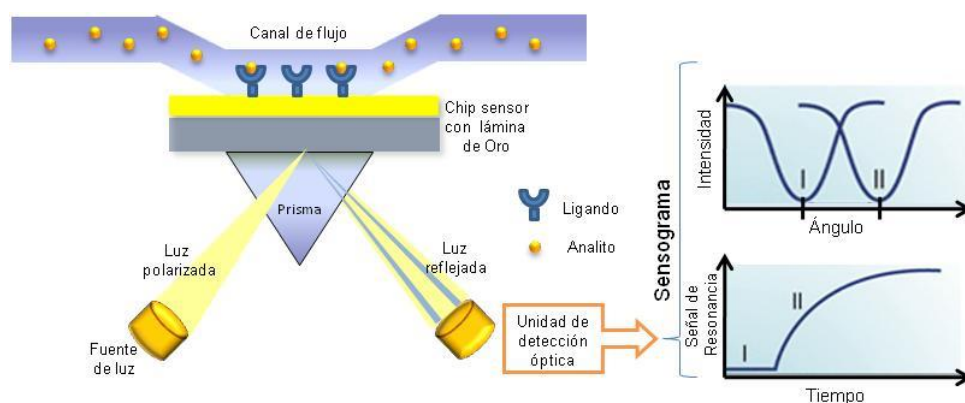 Canal de flujo
Chip sensor
con lámina
de Oro
Prisma
Ligando
Analito
Luz
polarizada
Luz
reflejada
Fuente
de luz
Unidad de
detección
óptica
Sensograma
Intensidad
I
II
Ángulo
Señal de
Resonancia
I
II
Tiempo